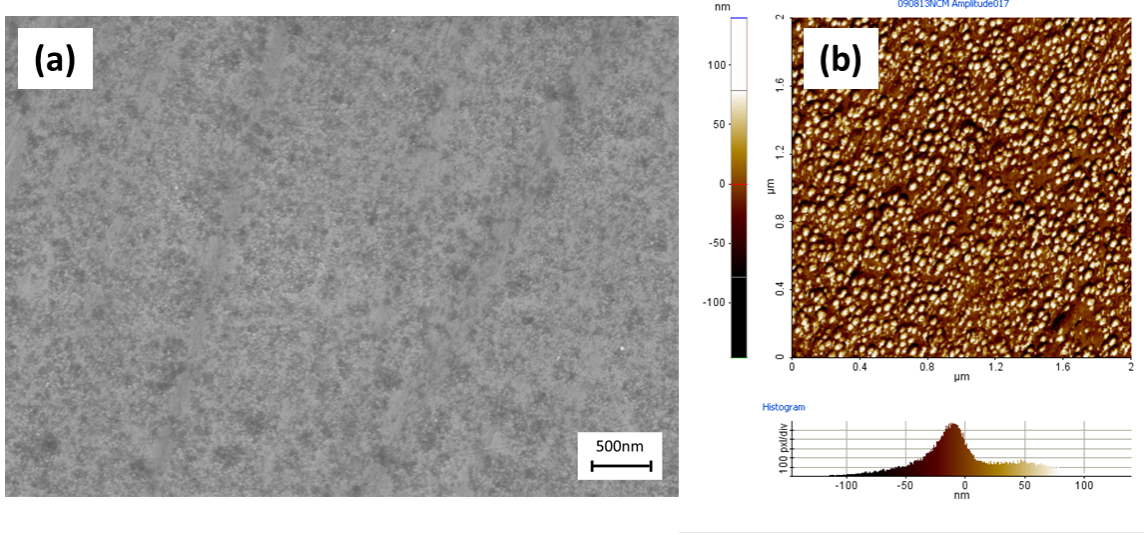 (a)
500nm
nm
100
50
0
-50
-100
090813NCM Amplitude017
(b)
2
1.6
1.2
0.8
0.4
0
µm
0 0.4 0.8 1.2 1.6 2
µm
Histogram
100 pxl/div
-100 -50 0 50 100
nm